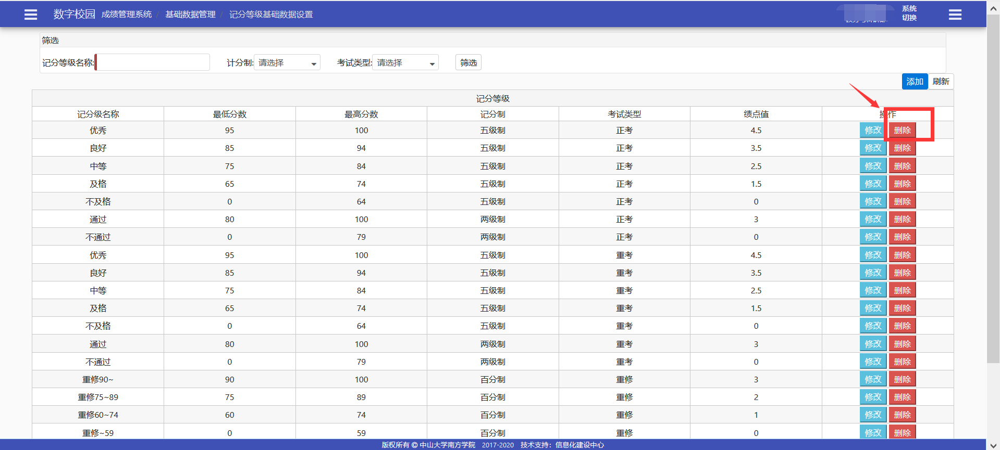 数字校园 成绩管理系统 / 基础数据管理 / 记分等级基础数据设置 系统切换
筛选
记分等级名称: 计分制: 请选择 考试类型: 请选择 筛选
添加 刷新
记分等级
记分级名称 最低分数 最高分数 记分制 考试类型 绩点值 操作
优秀 95 100 五级制 正考 4.5 修改 删除
良好 85 94 五级制 正考 3.5 修改 删除
中等 75 84 五级制 正考 2.5 修改 删除
及格 65 74 五级制 正考 1.5 修改 删除
不及格 0 64 五级制 正考 0 修改 删除
通过 80 100 两级制 正考 3 修改 删除
不通过 0 79 两级制 正考 0 修改 删除
优秀 95 100 五级制 重考 4.5 修改 删除
良好 85 94 五级制 重考 3.5 修改 删除
中等 75 84 五级制 重考 2.5 修改 删除
及格 65 74 五级制 重考 1.5 修改 删除
不及格 0 64 五级制 重考 0 修改 删除
通过 80 100 两级制 重考 3 修改 删除
不通过 0 79 两级制 重考 0 修改 删除
重修90~ 90 100 百分制 重修 3 修改 删除
重修75~89 75 89 百分制 重修 2 修改 删除
重修60~74 60 74 百分制 重修 1 修改 删除
重修~59 0 59 百分制 重修 0 修改 删除
版权所有 © 中山大学南方学院 2017-2020 技术支持：信息化建设中心